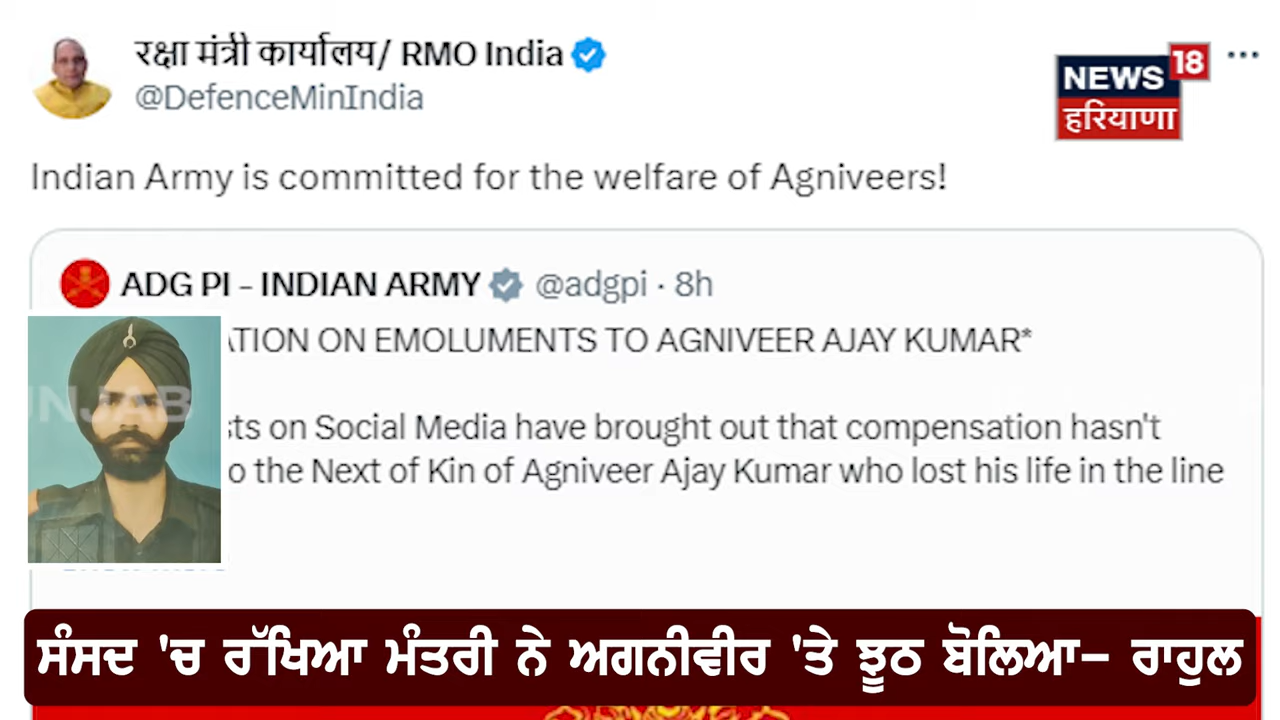 रक्षा मंत्री कार्यालय/ RMO India
@DefenceMinIndia
NEWS 18
हरियाणा
Indian Army is committed for the welfare of Agniveers!
ADG PI - INDIAN ARMY @adgpi · 8h
ATION ON EMOLUMENTS TO AGNIVEER AJAY KUMAR*
sts on Social Media have brought out that compensation hasn't
o the Next of Kin of Agniveer Ajay Kumar who lost his life in the line
ਸੰਸਦ 'ਚ ਰੱਖਿਆ ਮੰਤਰੀ ਨੇ ਅਗਨੀਵੀਰ 'ਤੇ ਝੂਠ ਬੋਲਿਆ– ਰਾਹੁਲ